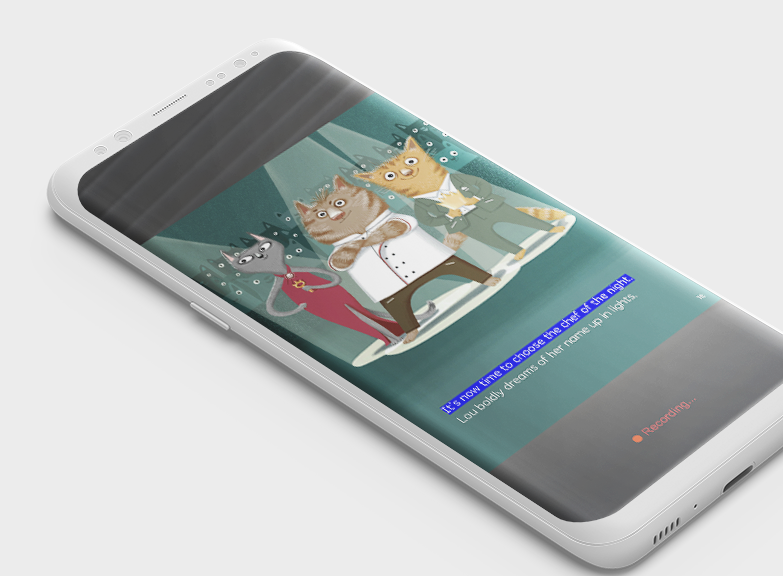 It's now time to choose the chef of the night.
Lou boldly dreams of her name up in lights.
Recording...